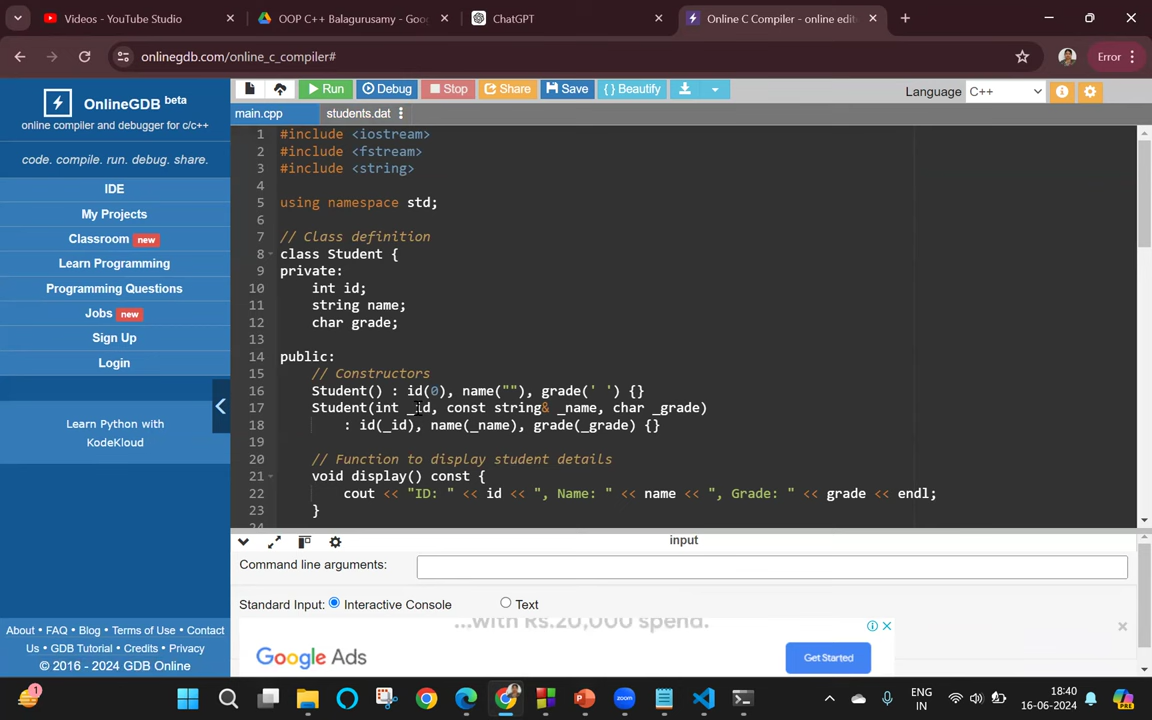 Videos - YouTube Studio
OOP C++ Balagurusamy - Goo
ChatGPT
Online C Compiler - online edit
onlinegdb.com/online_c_compiler#
Error
OnlineGDB beta
online compiler and debugger for c/c++
code. compile. run. debug. share.
IDE
My Projects
Classroom new
Learn Programming
Programming Questions
Jobs new
Sign Up
Login
Learn Python with
KodeKloud
About • FAQ • Blog • Terms of Use • Contact
Us • GDB Tutorial • Credits • Privacy
© 2016 - 2024 GDB Online
Run
Debug
Stop
Share
Save
{ } Beautify
Language C++
main.cpp
students.dat
1 #include <iostream>
2 #include <fstream>
3 #include <string>
4
5 using namespace std;
6
7 // Class definition
8 class Student {
9 private:
10 int id;
11 string name;
12 char grade;
13
14 public:
15 // Constructors
16 Student() : id(0), name(""), grade(' ') {}
17 Student(int _id, const string& _name, char _grade)
18 : id(_id), name(_name), grade(_grade) {}
19
20 // Function to display student details
21 void display() const {
22 cout << "ID: " << id << ", Name: " << name << ", Grade: " << grade << endl;
23 }
24
input
Command line arguments:
Standard Input: Interactive Console Text
...with Rs.20,000 spend.
Google Ads
Get Started
1
ENG
IN
18:40
16-06-2024
PRE